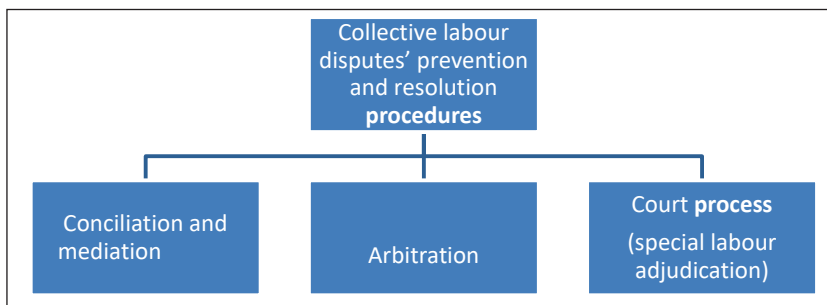 Collective labour
disputes’ prevention
and resolution
procedures
Conciliation and
mediation
Arbitration
Court process
(special labour
adjudication)